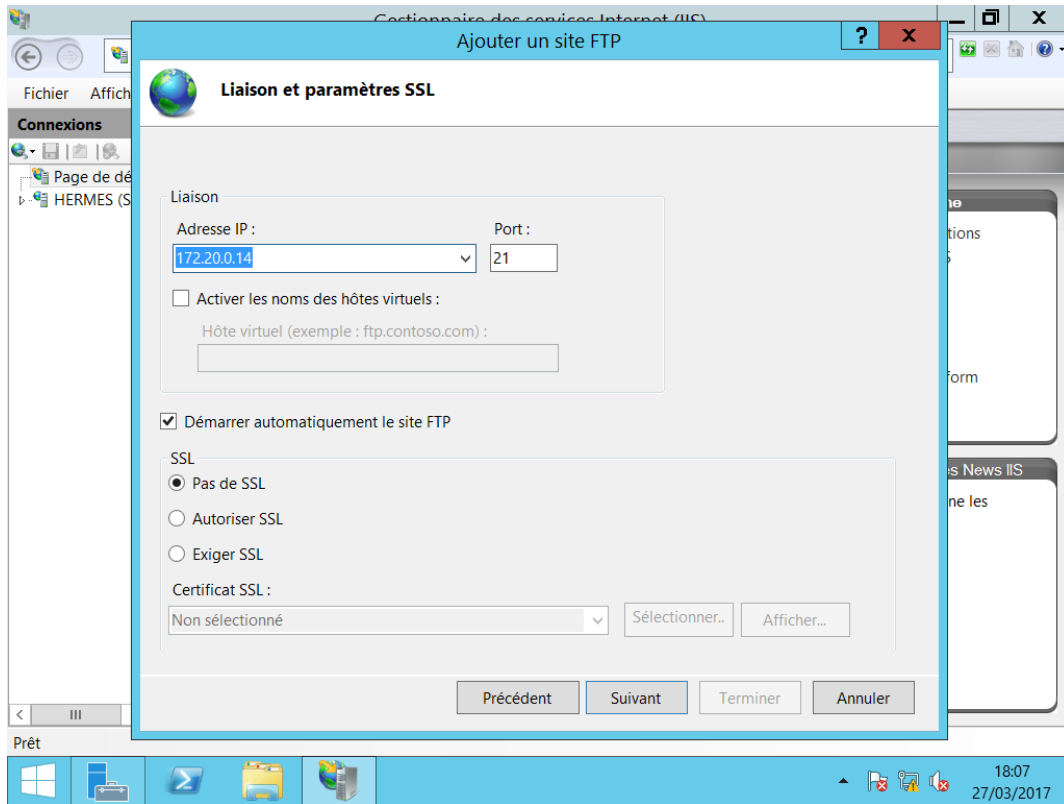 Gestionnaire des services Internet (IIS)
Ajouter un site FTP
? X
X
Fichier Affich
Liaison et paramètres SSL
Connexions
Page de dé
HERMES (S
Liaison
Adresse IP :
Port :
172.20.0.14
21
Activer les noms des hôtes virtuels :
Hôte virtuel (exemple : ftp.contoso.com) :
Démarrer automatiquement le site FTP
SSL
Pas de SSL
Autoriser SSL
Exiger SSL
Certificat SSL :
Non sélectionné
Sélectionner..
Afficher...
Précédent
Suivant
Terminer
Annuler
tions
form
s News IIS
ne les
Prêt
18:07
27/03/2017